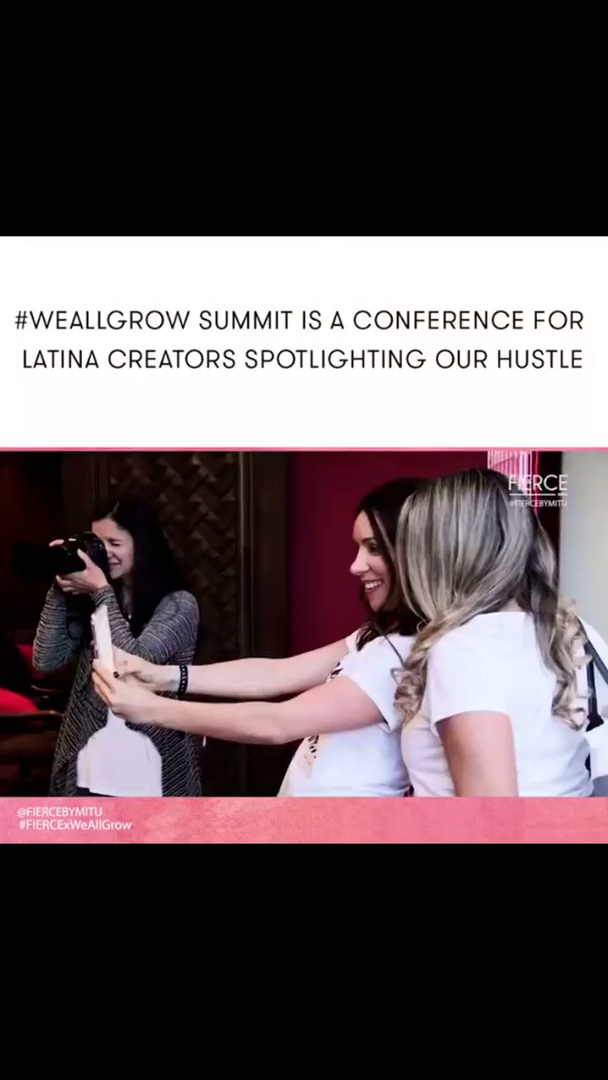 #WEALLGROW SUMMIT IS A CONFERENCE FOR
LATINA CREATORS SPOTLIGHTING OUR HUSTLE
FIERCE
@FIERCEBYMITU
@FIERCEBYMITU
#FIERCExWeAllGrow